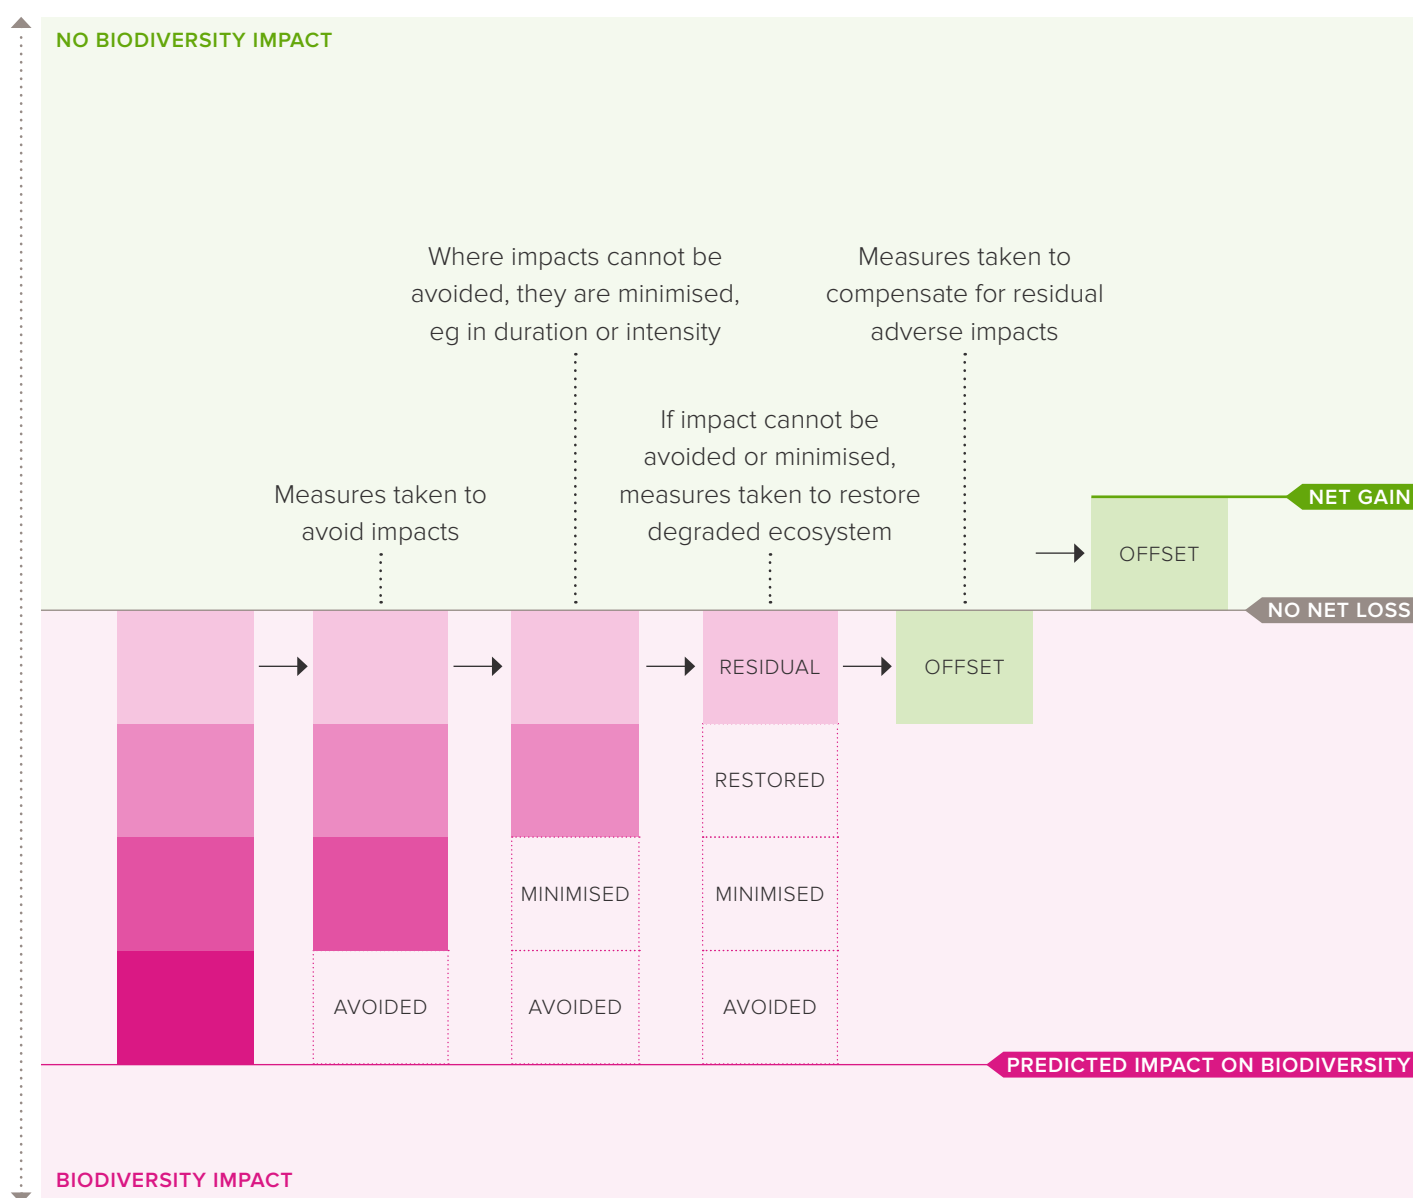 NO BIODIVERSITY IMPACT
Where impacts cannot be
avoided, they are minimised,
eg in duration or intensity
Measures taken to
compensate for residual
adverse impacts
If impact cannot be
avoided or minimised,
measures taken to restore
degraded ecosystem
Measures taken to
avoid impacts
NET GAIN
OFFSET
NO NET LOSS
RESIDUAL
OFFSET
RESTORED
MINIMISED
MINIMISED
AVOIDED
AVOIDED
AVOIDED
PREDICTED IMPACT ON BIODIVERSITY
BIODIVERSITY IMPACT